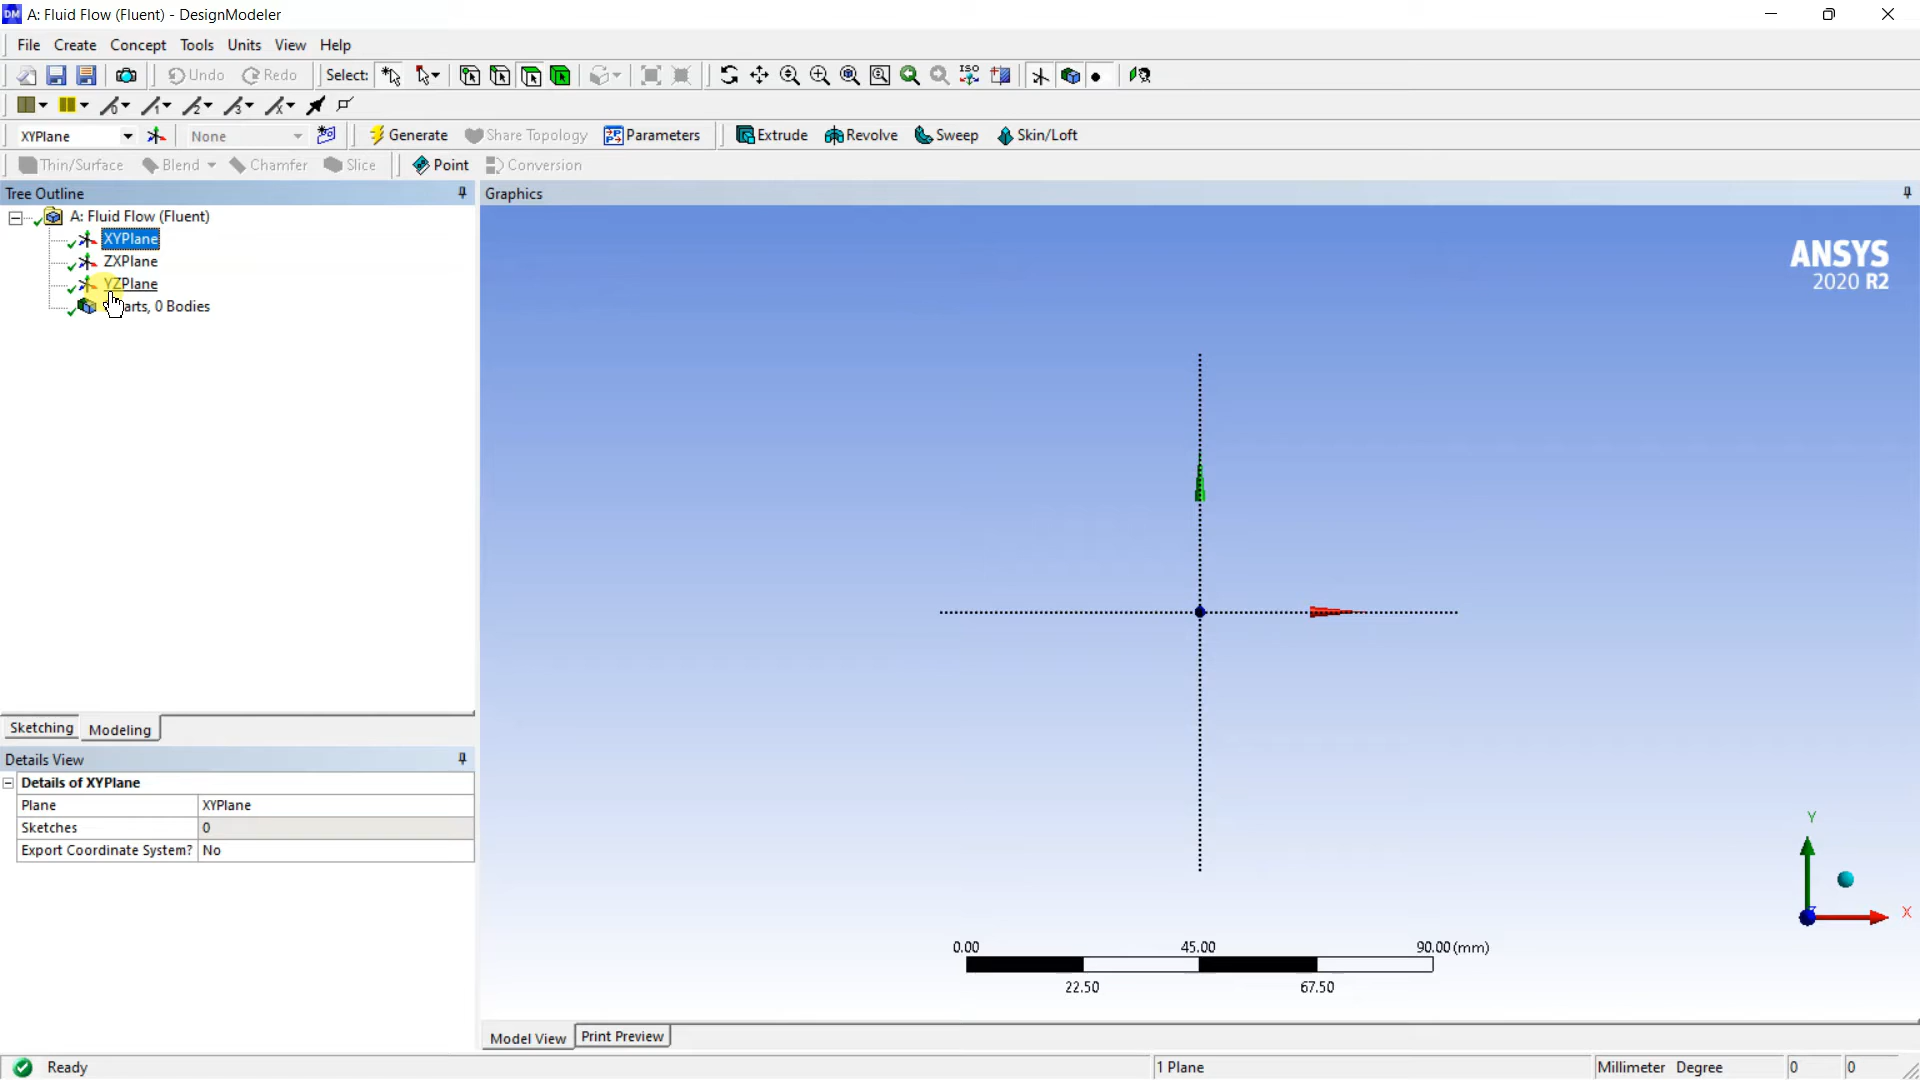 DM A: Fluid Flow (Fluent) - DesignModeler
File Create Concept Tools Units View Help
Undo Redo Select: ISO
XYPlane None Generate Share Topology Parameters Extrude Revolve Sweep Skin/Loft
Thin/Surface Blend Chamfer Slice Point Conversion
Tree Outline
Graphics
A: Fluid Flow (Fluent)
XYPlane
ZXPlane
YZPlane
arts, 0 Bodies
ANSYS
2020 R2
Sketching Modeling
Details View
Details of XYPlane
Plane XYPlane
Sketches 0
Export Coordinate System? No
Y
X
0.00 45.00 90.00 (mm)
22.50 67.50
Model View Print Preview
Ready 1 Plane Millimeter Degree 0 0